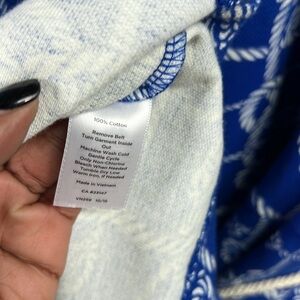 100% Cotton
Remove Belt
Turn Garment Inside
Out
Machine Wash Cold
Gentle Cycle
Only Non-Chlorine
Bleach When Needed
Tumble Dry Low
Warm Iron, If Needed
Made in Vietnam